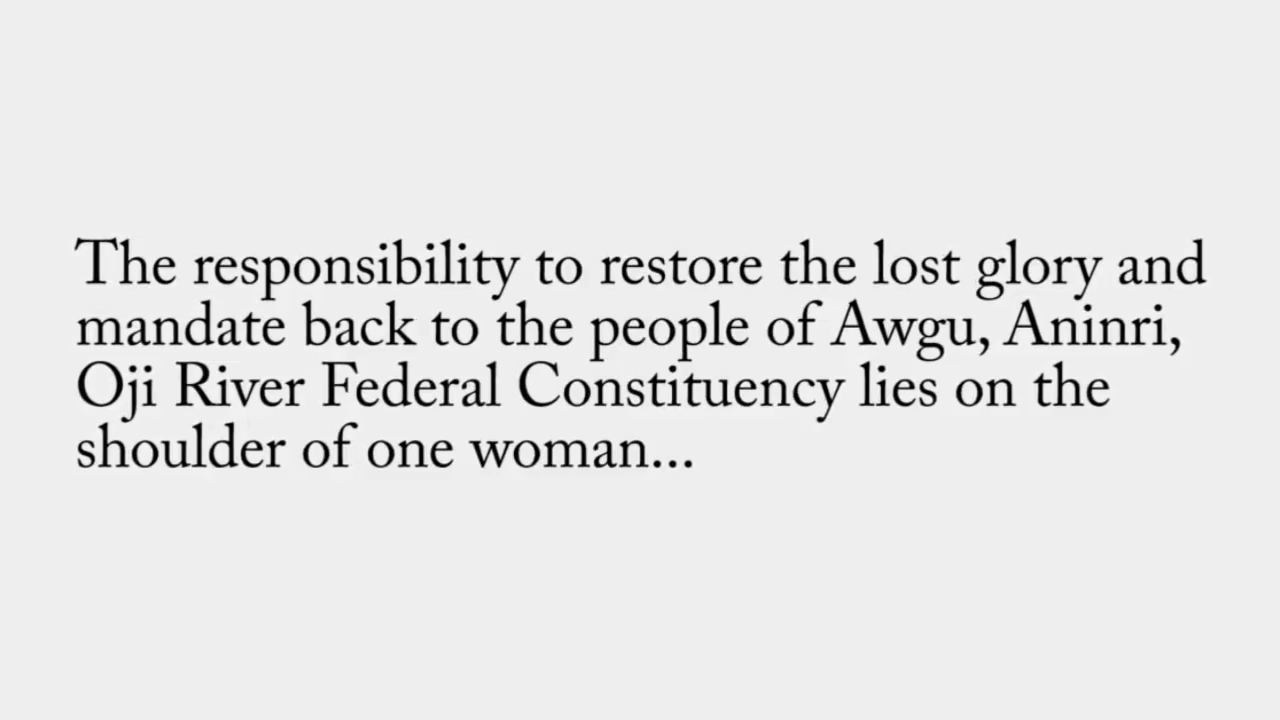 The responsibility to restore the lost glory and
mandate back to the people of Awgu, Aninri,
Oji River Federal Constituency lies on the
shoulder of one woman...